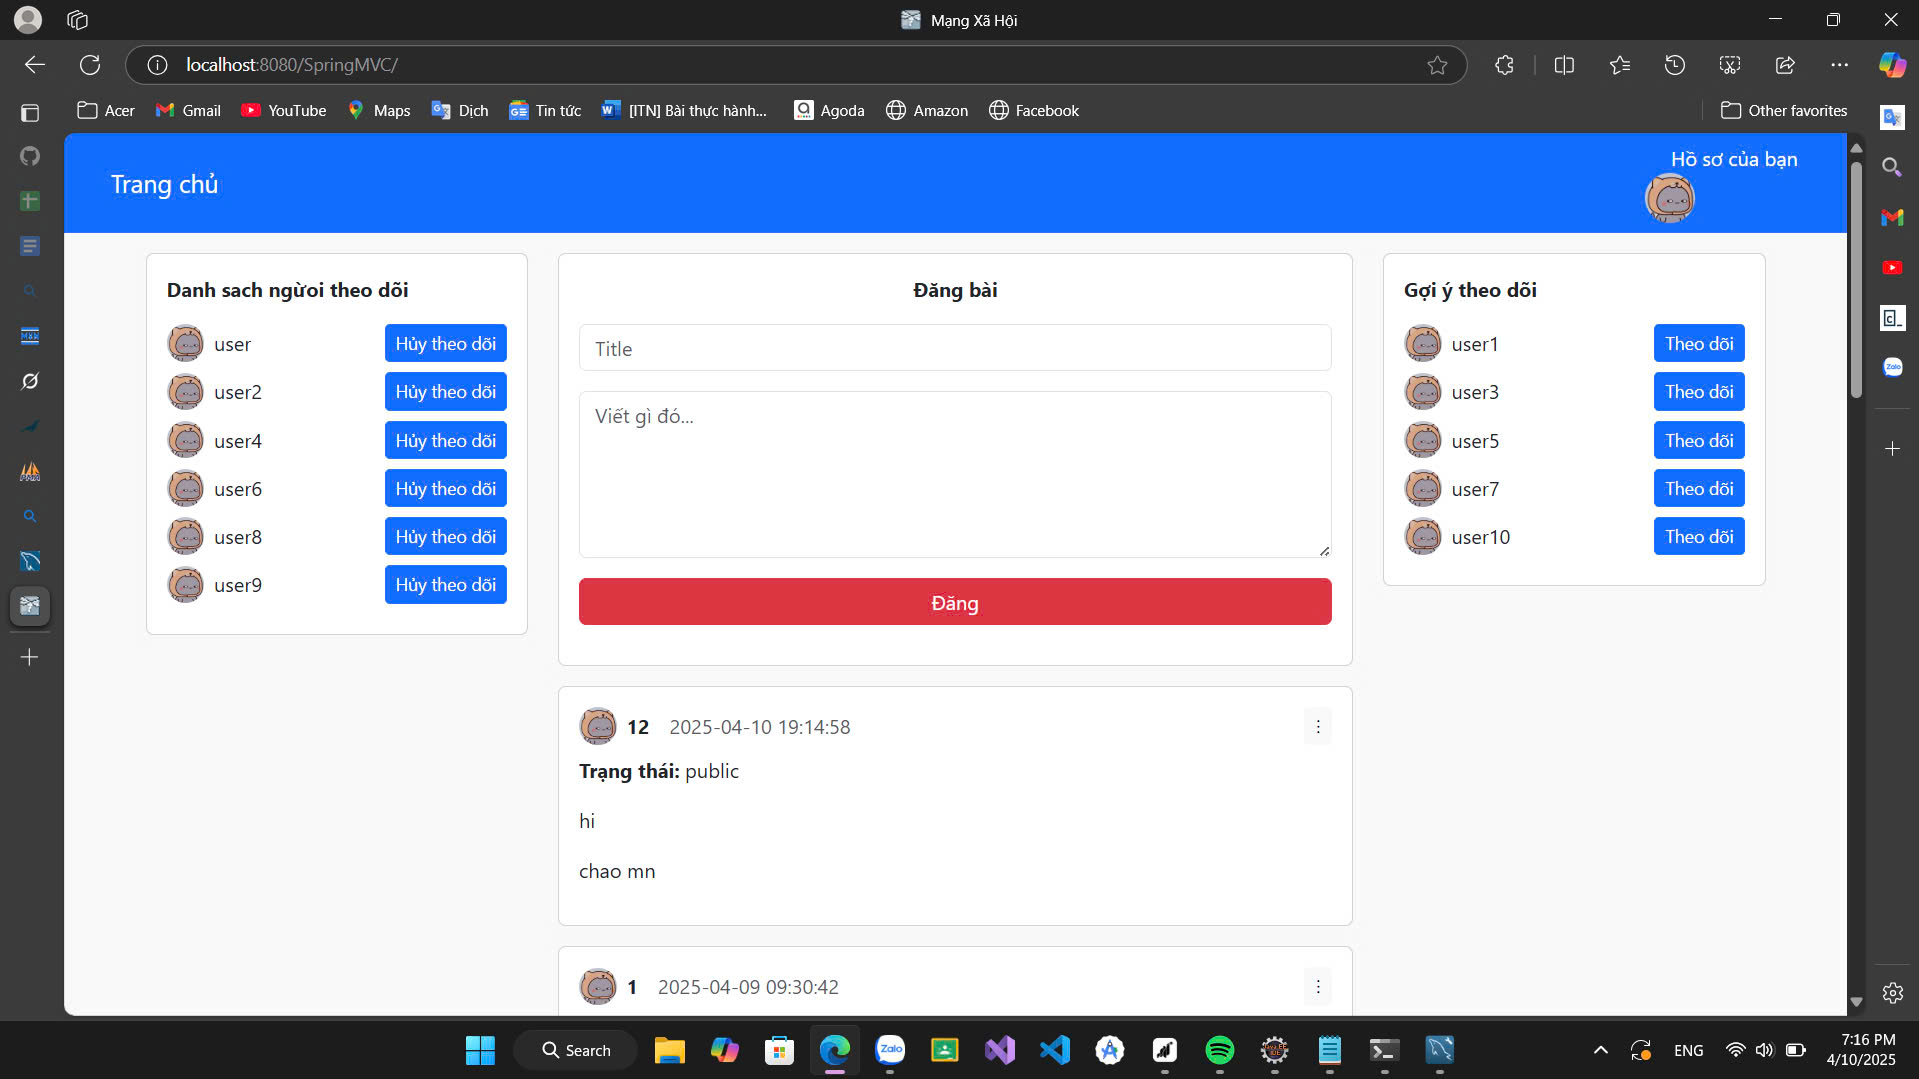 Mạng Xã Hội
localhost:8080/SpringMVC/
Acer
Gmail
YouTube
Maps
Dịch
Tin tức
[ITN] Bài thực hành...
Agoda
Amazon
Facebook
Other favorites
Trang chủ
Hồ sơ của bạn
Danh sach ngừoi theo dõi
user
Hủy theo dõi
user2
Hủy theo dõi
user4
Hủy theo dõi
user6
Hủy theo dõi
user8
Hủy theo dõi
user9
Hủy theo dõi
Đăng bài
Title
Viết gì đó...
Đăng
12 2025-04-10 19:14:58
Trạng thái: public
hi
chao mn
1 2025-04-09 09:30:42
Gợi ý theo dõi
user1
Theo dõi
user3
Theo dõi
user5
Theo dõi
user7
Theo dõi
user10
Theo dõi
Search
Zalo
ENG
7:16 PM
4/10/2025